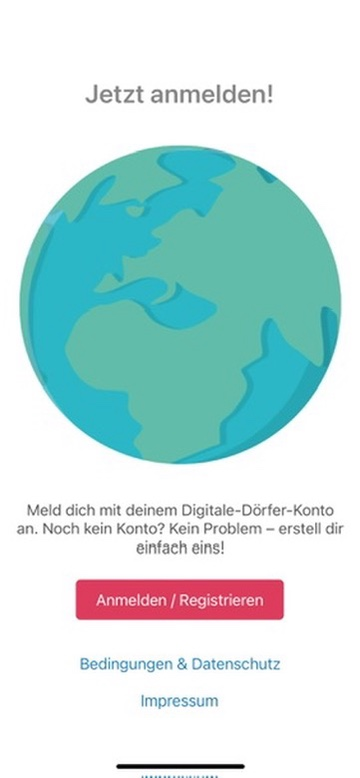 Jetzt anmelden!
Meld dich mit deinem Digitale-Dörfer-Konto
an. Noch kein Konto? Kein Problem – erstell dir
einfach eins!
Anmelden / Registrieren
Bedingungen & Datenschutz
Impressum